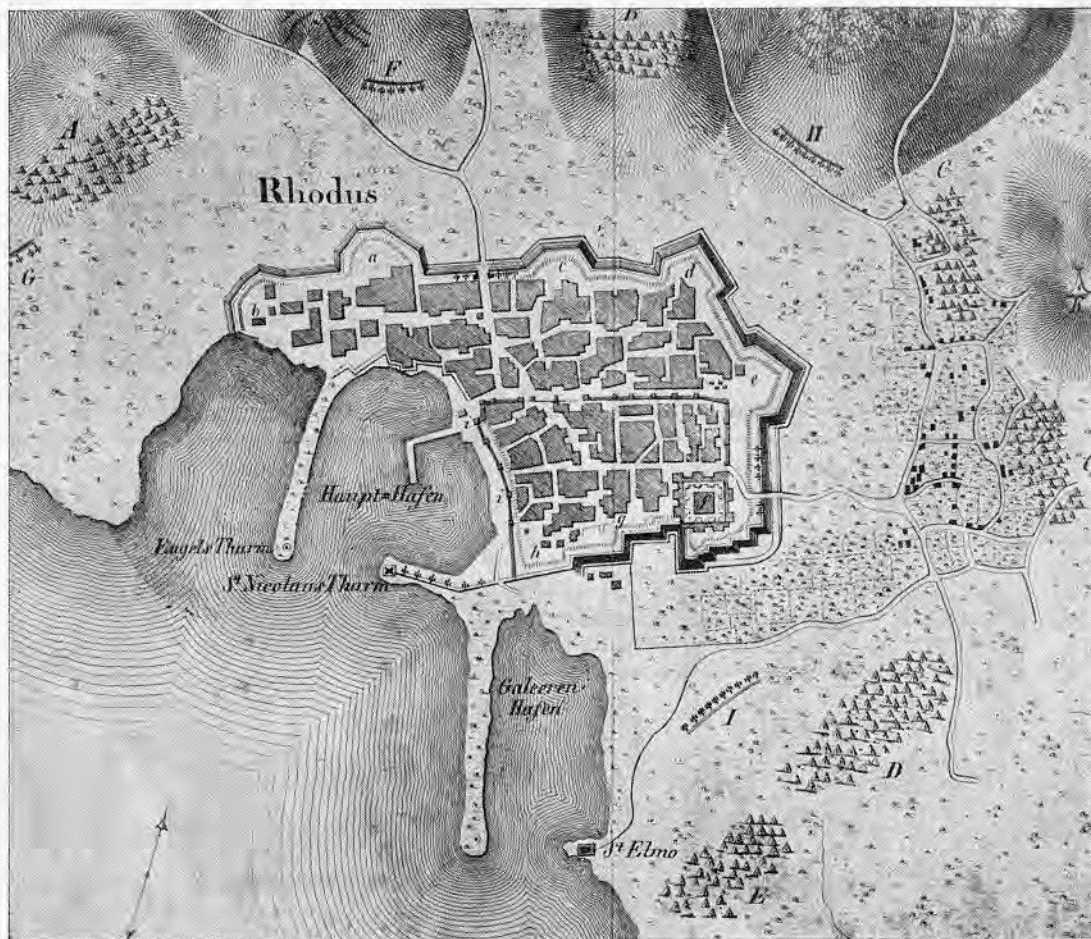 F
A
H
C
Rhodus
G
a
c
d
b
e
Haupt=Hafen
i
f
g
h
Engels Thurm
St. Nicolaus Thurm
Galeeren-
Hafen
I
D
St. Elmo
E